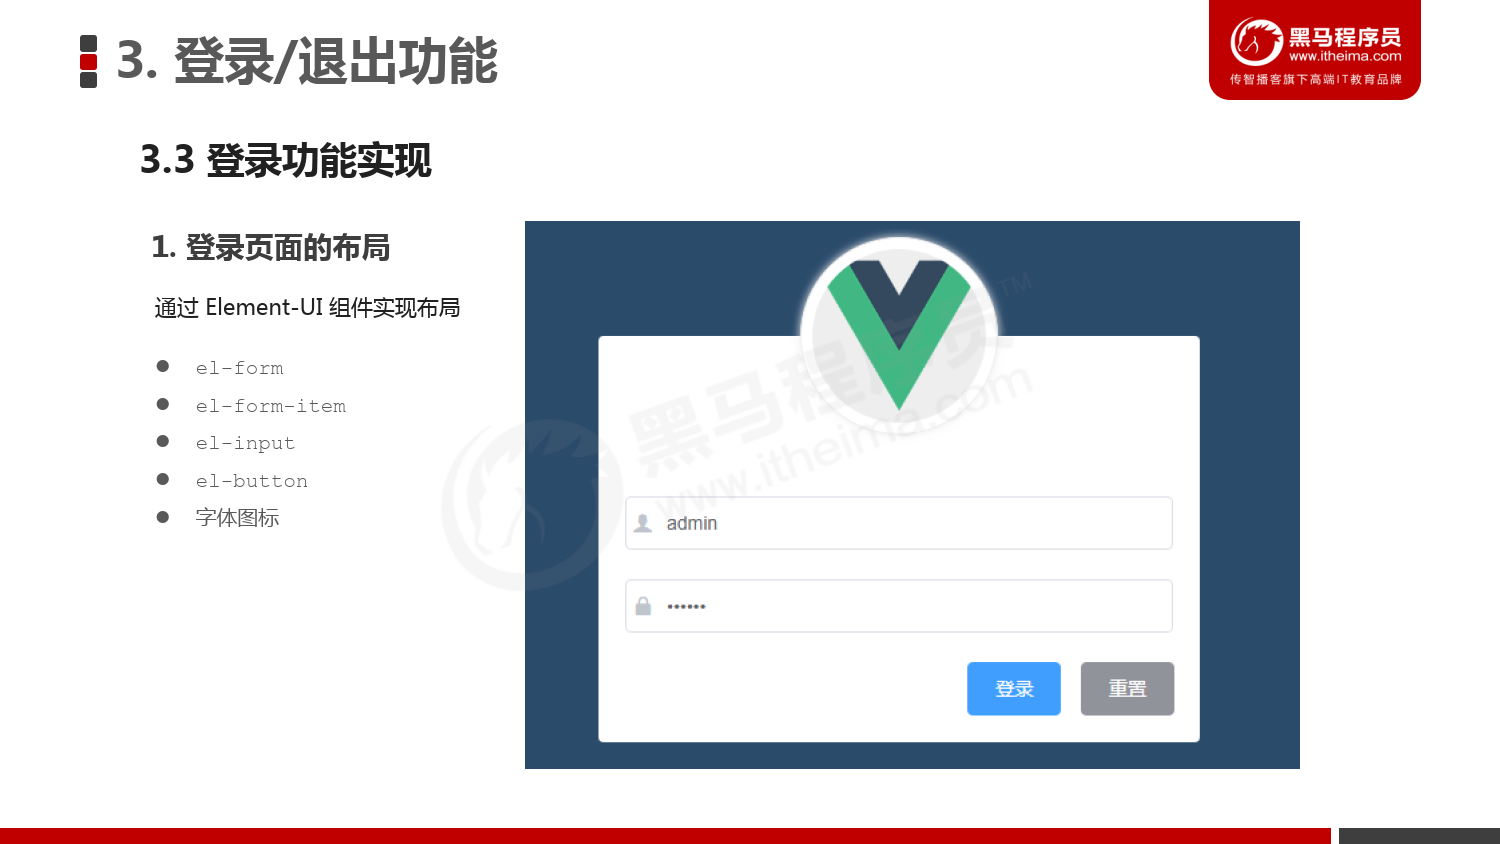 3. 登录/退出功能
黑马程序员
www.itheima.com
传智播客旗下高端IT教育品牌
3.3 登录功能实现
1. 登录页面的布局
通过 Element-UI 组件实现布局
● el-form
● el-form-item
● el-input
● el-button
● 字体图标
黑马程序员™
www.itheima.com
admin
••••••
登录
重置